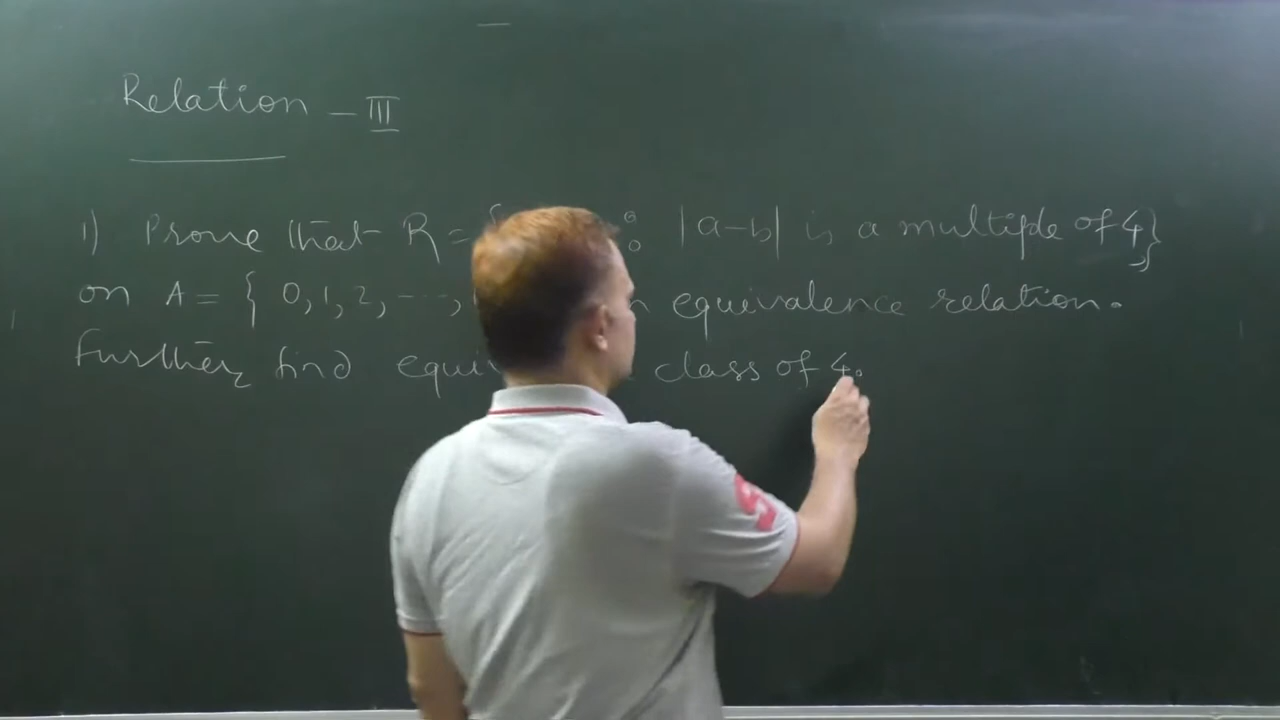 Relation - III
1) Prove that R = { : |a-b| is a multiple of 4}
on A = { 0, 1, 2, ---, equivalence relation.
Further, find class of 4.